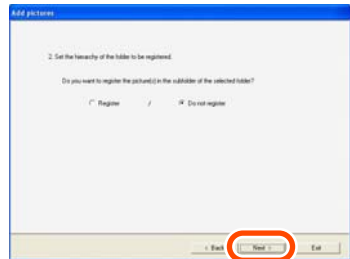 Add pictures
2. Set the hierarchy of the folder to be registered.
Do you want to register the picture(s) in the subfolder of the selected folder?
Register / Do not register
< Back Next > Exit